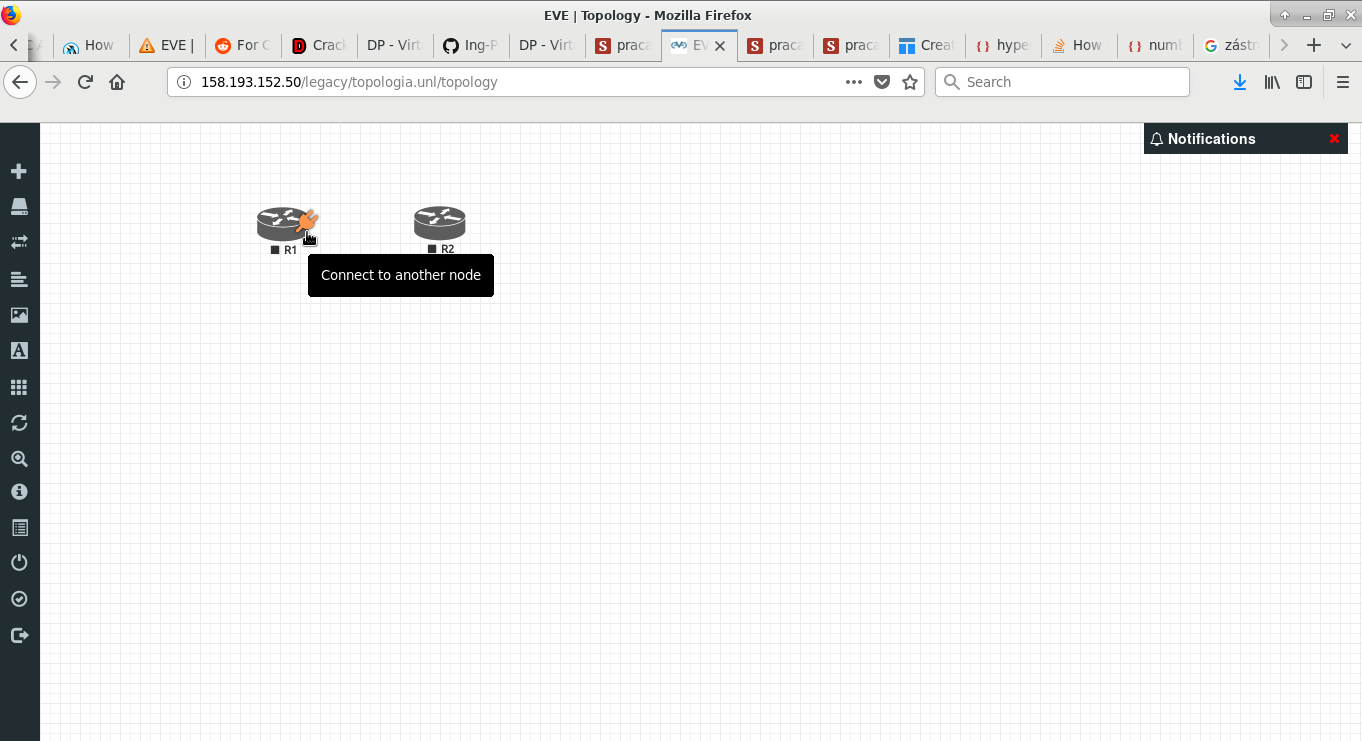 EVE | Topology - Mozilla Firefox
How
EVE |
For C
Crack
DP - Virt
Ing-P
DP - Virt
praca
EV
praca
praca
Creat
hype
How
numb
zástr
158.193.152.50/legacy/topologia.unl/topology
Search
Notifications
R1
R2
Connect to another node